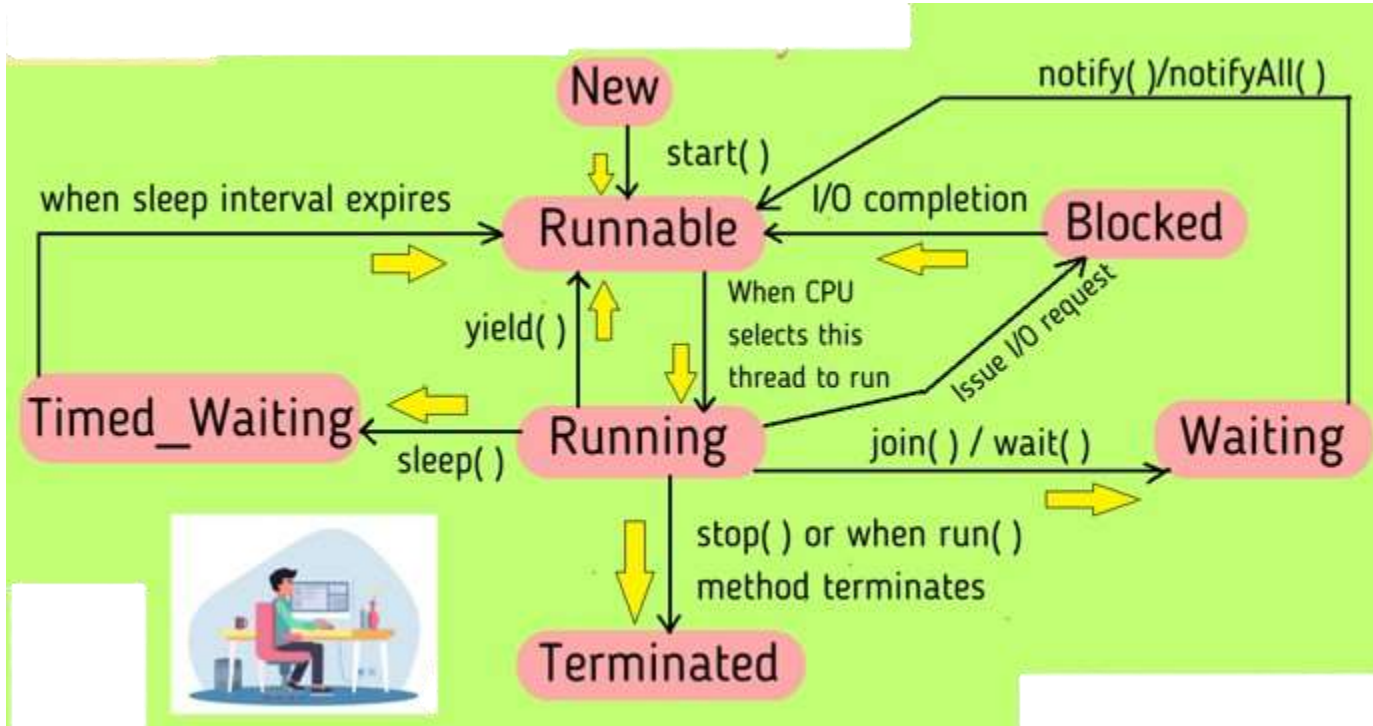 New
notify( )/notifyAll( )
start( )
when sleep interval expires
I/O completion
Runnable
Blocked
When CPU
selects this
thread to run
yield( )
Issue I/O request
Timed_Waiting
Running
Waiting
sleep( )
join( ) / wait( )
stop( ) or when run( )
method terminates
Terminated